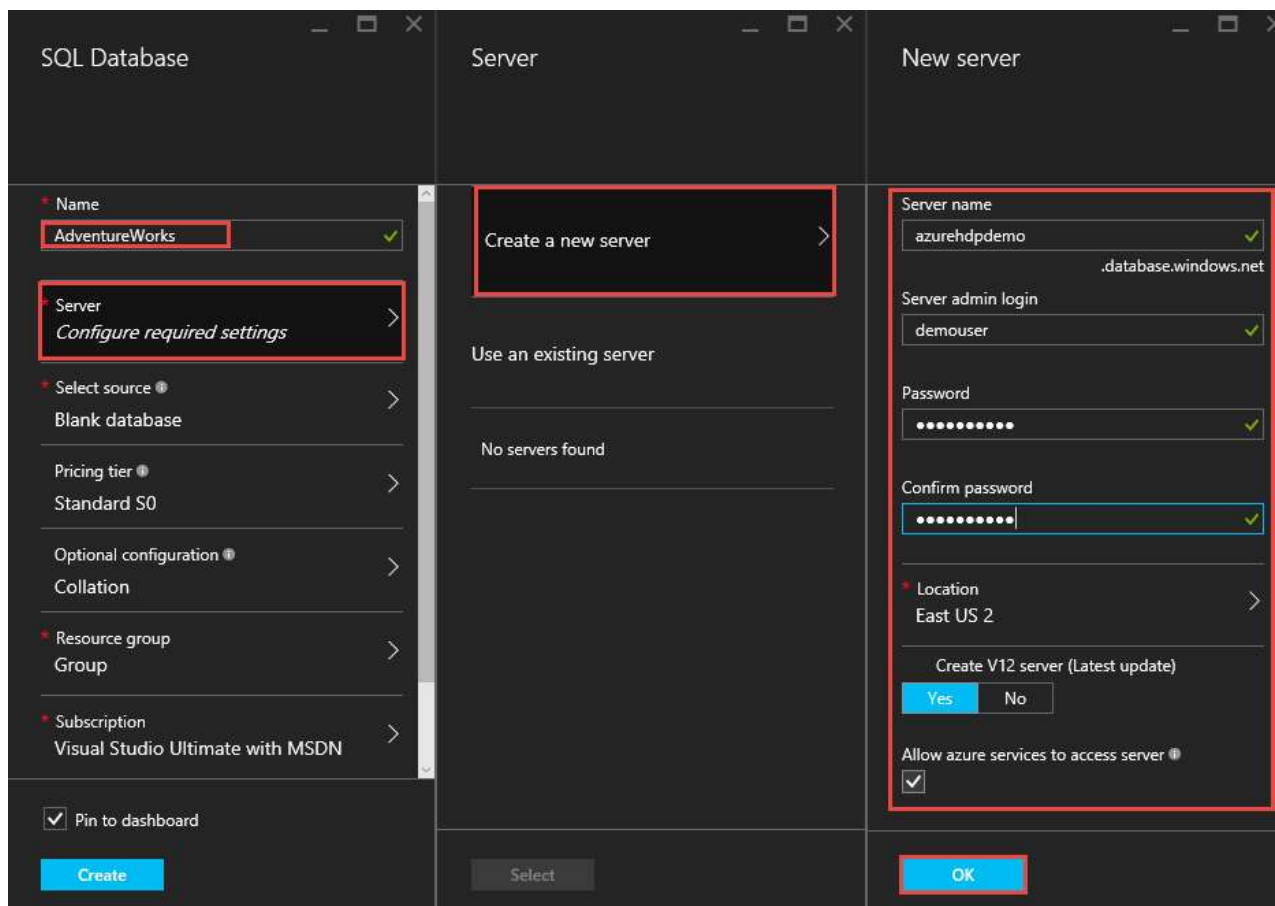 SQL Database
* Name
AdventureWorks
* Server
Configure required settings
* Select source
Blank database
Pricing tier
Standard S0
Optional configuration
Collation
* Resource group
Group
* Subscription
Visual Studio Ultimate with MSDN
Pin to dashboard
Create
Server
Create a new server
Use an existing server
No servers found
Select
New server
Server name
azurehdpdemo
.database.windows.net
Server admin login
demouser
Password
••••••••••
Confirm password
••••••••••
* Location
East US 2
Create V12 server (Latest update)
Yes No
Allow azure services to access server
OK